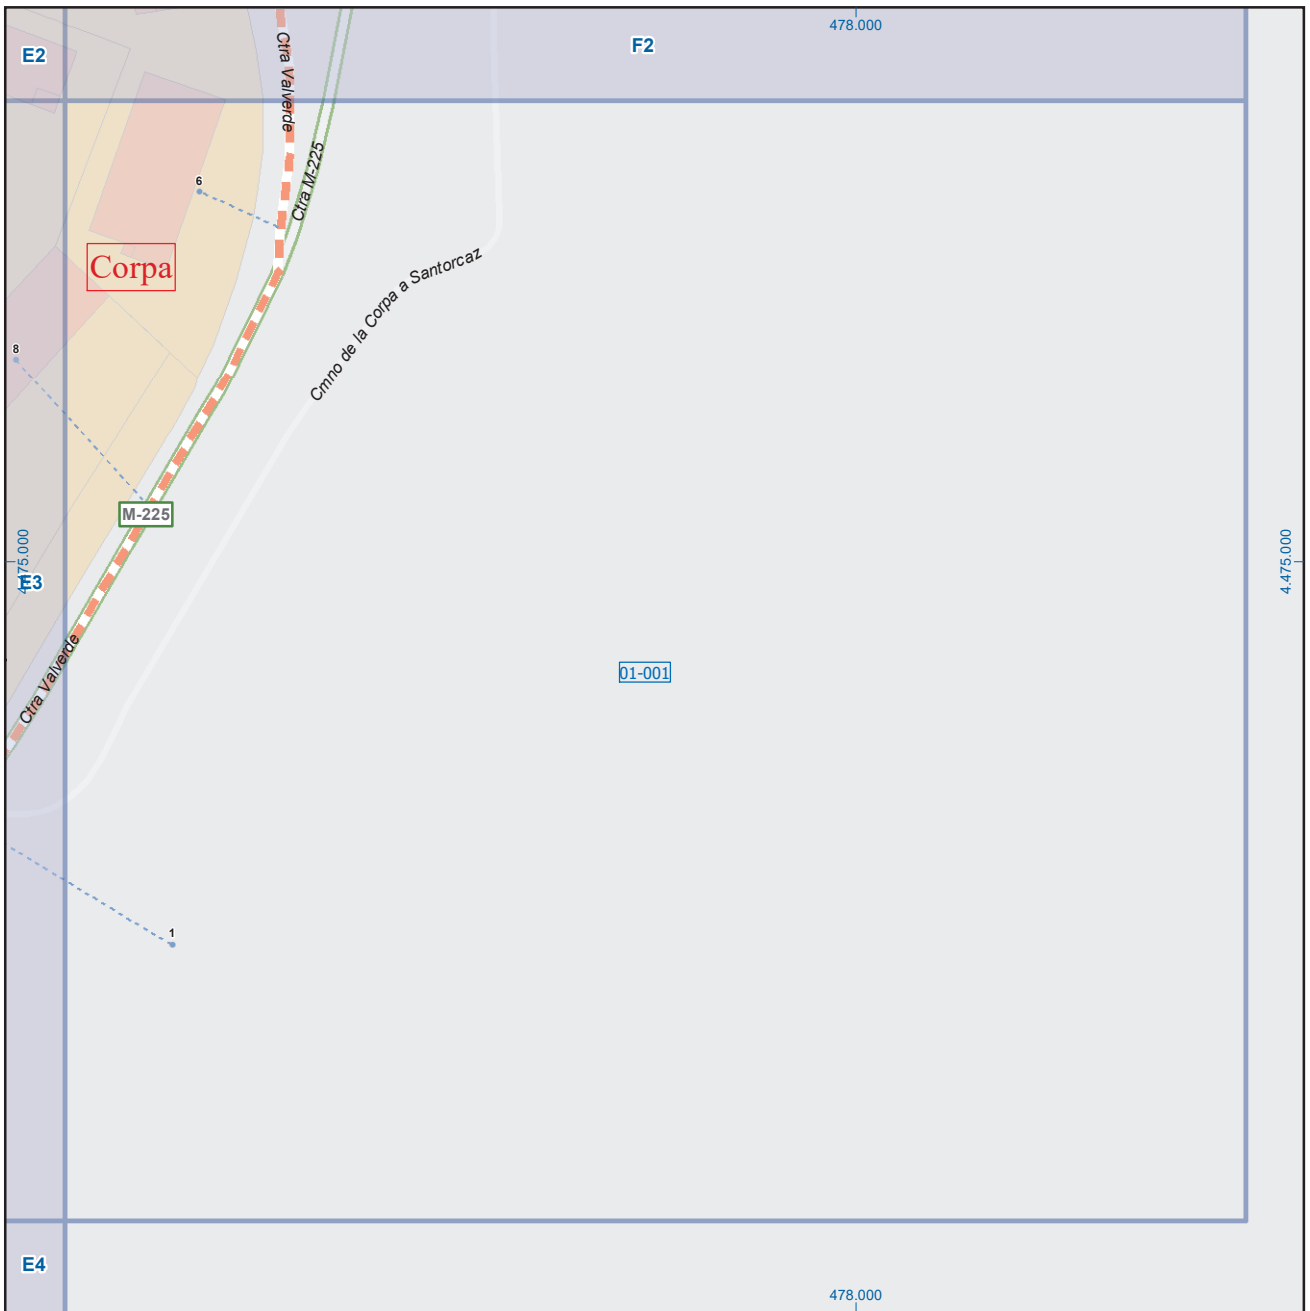 478.000
E2
F2
Ctra Valverde
Ctra M-225
6
Corpa
Cmno de la Corpa a Santorcaz
8
M-225
4.475.000
4.475.000
E3
Ctra Valverde
01-001
1
E4
478.000